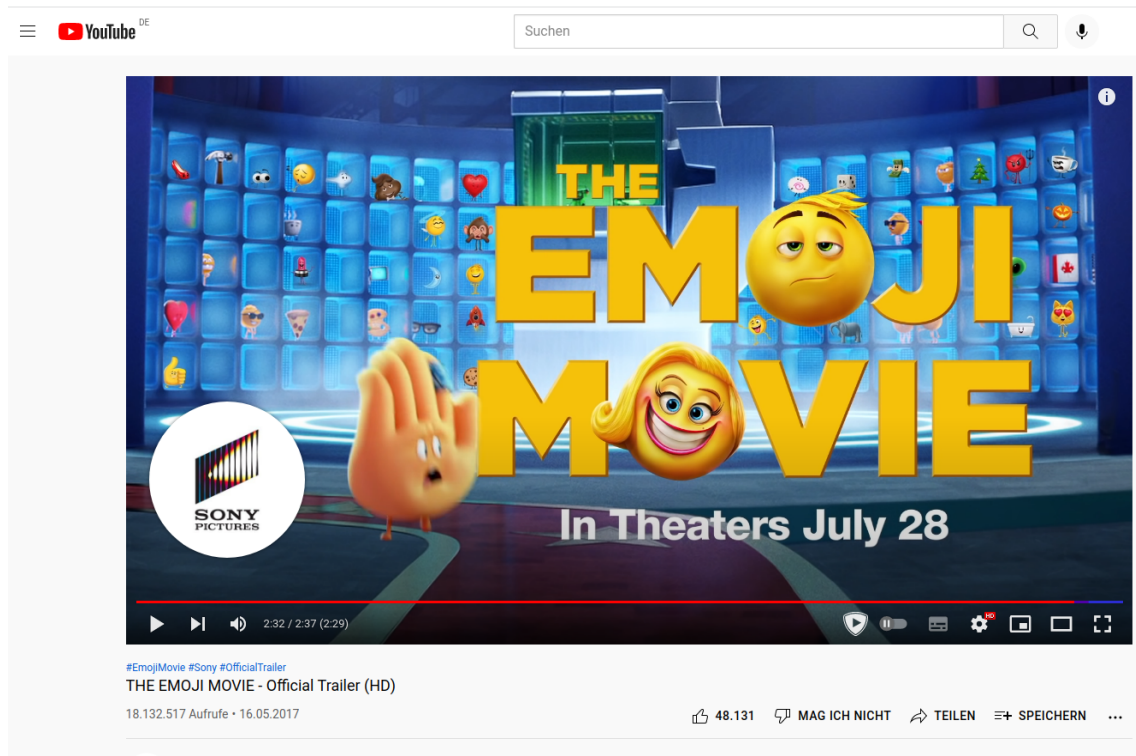 YouTube DE
Suchen
i
THE
EMOJI
MOVIE
SONY
PICTURES
In Theaters July 28
2:32 / 2:37 (2:29)
HD
#EmojiMovie #Sony #OfficialTrailer
THE EMOJI MOVIE - Official Trailer (HD)
18.132.517 Aufrufe • 16.05.2017
48.131 MAG ICH NICHT TEILEN SPEICHERN